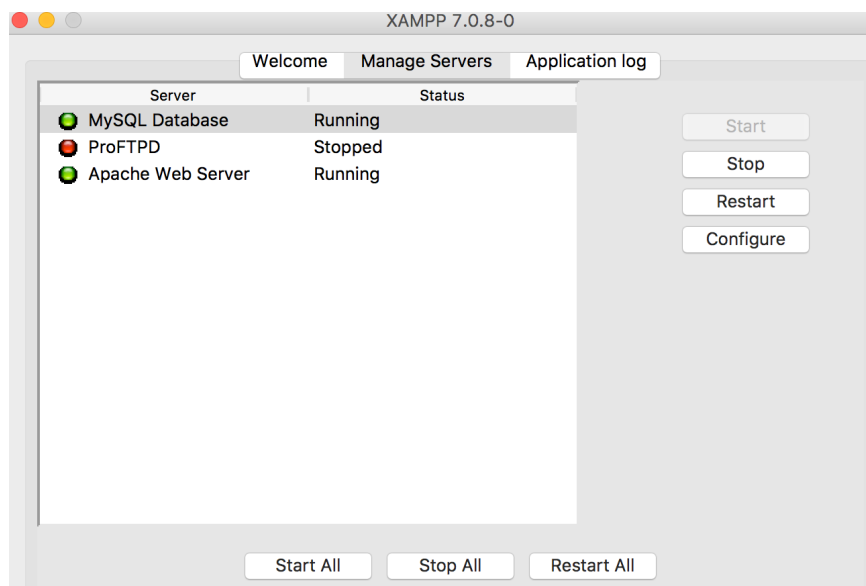 XAMPP 7.0.8-0
Welcome Manage Servers Application log
Server Status
MySQL Database Running
ProFTPD Stopped
Apache Web Server Running
Start
Stop
Restart
Configure
Start All Stop All Restart All